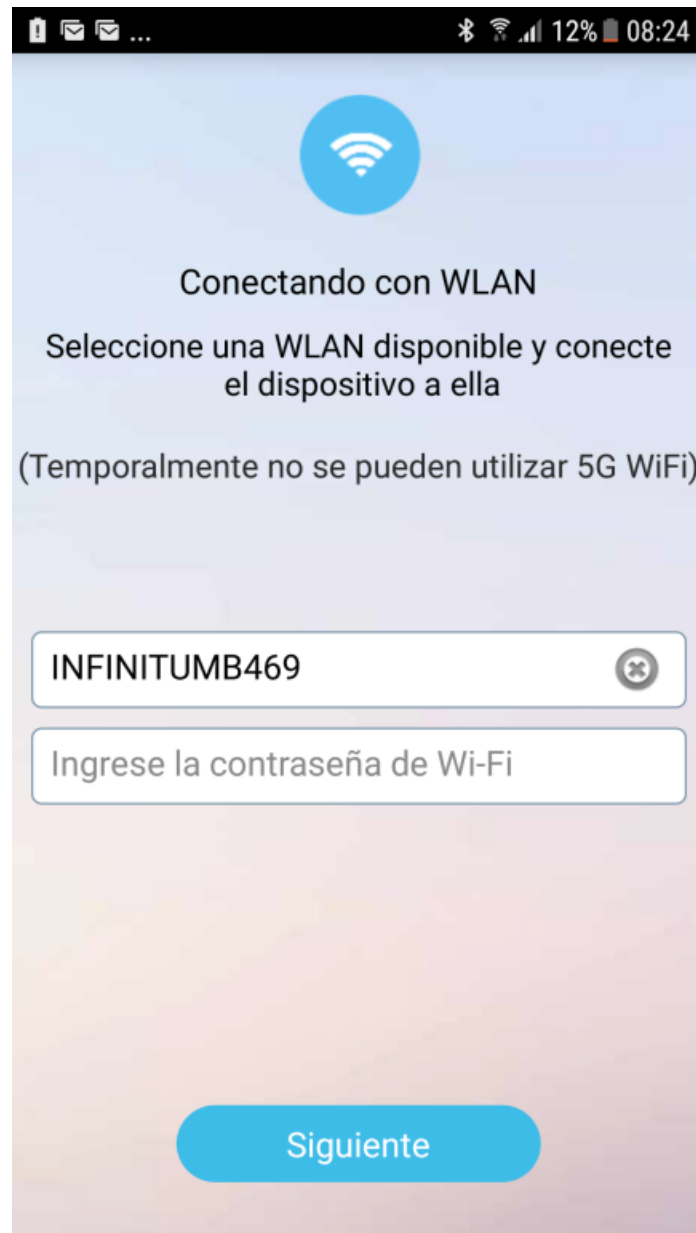 ... 12% 08:24
Conectando con WLAN
Seleccione una WLAN disponible y conecte
el dispositivo a ella
(Temporalmente no se pueden utilizar 5G WiFi)
INFINITUMB469
Ingrese la contraseña de Wi-Fi
Siguiente